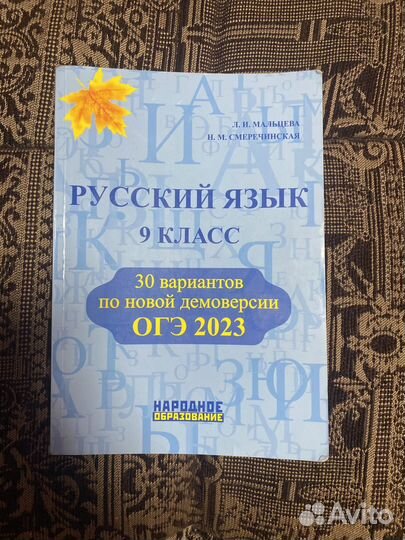 Л. И. МАЛЬЦЕВА
Н. М. СМЕРЕЧИНСКАЯ
РУССКИЙ ЯЗЫК
9 КЛАСС
30 вариантов
по новой демоверсии
ОГЭ 2023
НАРОДНОЕ
ОБРАЗОВАНИЕ
Avito